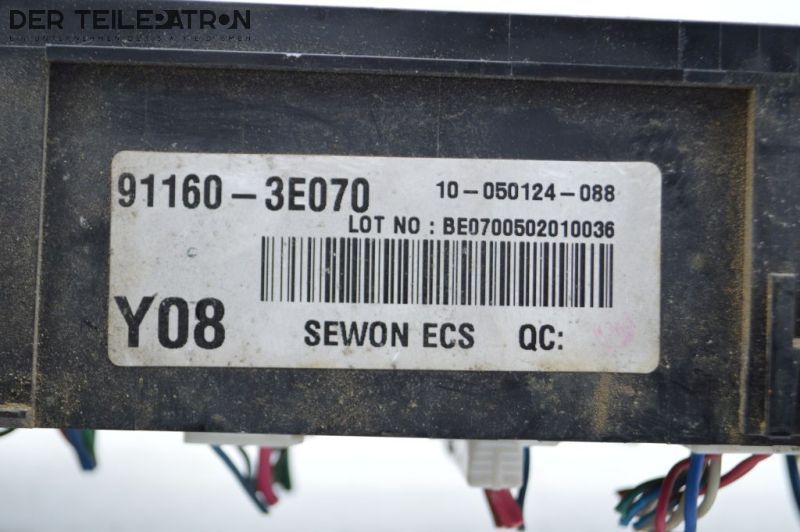 DER TEILEPATRON
91160-3E070
10-050124-088
LOT NO : BE0700502010036
Y08
SEWON ECS
QC: